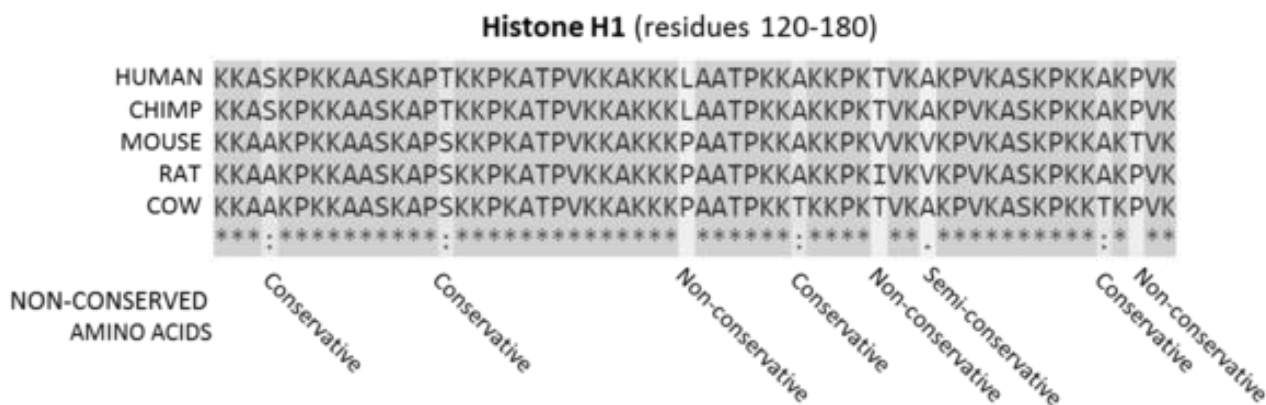 Histone H1 (residues 120-180)
HUMAN KKASKPKKAASKAPTKKPKATPVKKAKKKLAATPKKAKKPKTVKAKPVKASKPKKAKPVK
CHIMP KKASKPKKAASKAPTKKPKATPVKKAKKKLAATPKKAKKPKTVKAKPVKASKPKKAKPVK
MOUSE KKAAKPKKAASKAPSKKPKATPVKKAKKKPAATPKKAKKPKVVKVKPVKASKPKKAKTVK
RAT KKAAKPKKAASKAPSKKPKATPVKKAKKKPAATPKKAKKPKIVKVKPVKASKPKKAKPVK
COW KKAAKPKKAASKAPSKKPKATPVKKAKKKPAATPKKTKKPKTVKAKPVKASKPKKTKPVK
***:**********:************** ******:**** **.**********:* **
NON-CONSERVED
AMINO ACIDS
Conservative
Conservative
Non-conservative
Conservative
Non-conservative
Semi-conservative
Conservative
Non-conservative